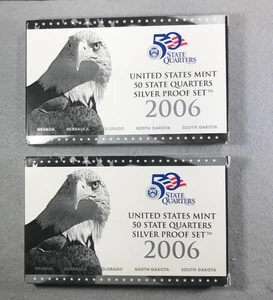 50
STATE
QUARTERS
UNITED STATES MINT
50 STATE QUARTERS
SILVER PROOF SET™
2006
NEVADA NEBRASKA COLORADO NORTH DAKOTA SOUTH DAKOTA
50
STATE
QUARTERS
UNITED STATES MINT
50 STATE QUARTERS
SILVER PROOF SET™
2006
NEVADA NEBRASKA COLORADO NORTH DAKOTA SOUTH DAKOTA